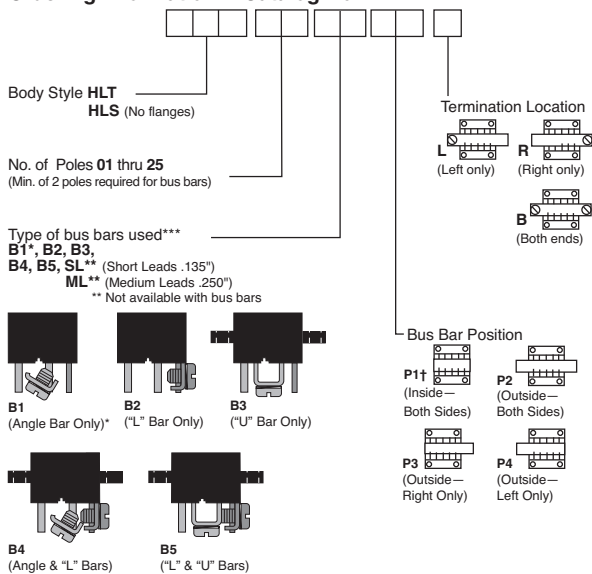 Body Style HLT
HLS (No flanges)
No. of Poles 01 thru 25
(Min. of 2 poles required for bus bars)
Type of bus bars used***
B1*, B2, B3,
B4, B5, SL** (Short Leads .135")
ML** (Medium Leads .250")
** Not available with bus bars
B1
(Angle Bar Only)*
B2
("L" Bar Only)
B3
("U" Bar Only)
B4
(Angle & "L" Bars)
B5
("L" & "U" Bars)
Termination Location
L
(Left only)
R
(Right only)
B
(Both ends)
Bus Bar Position
P1†
(Inside—
Both Sides)
P2
(Outside—
Both Sides)
P3
(Outside—
Right Only)
P4
(Outside—
Left Only)